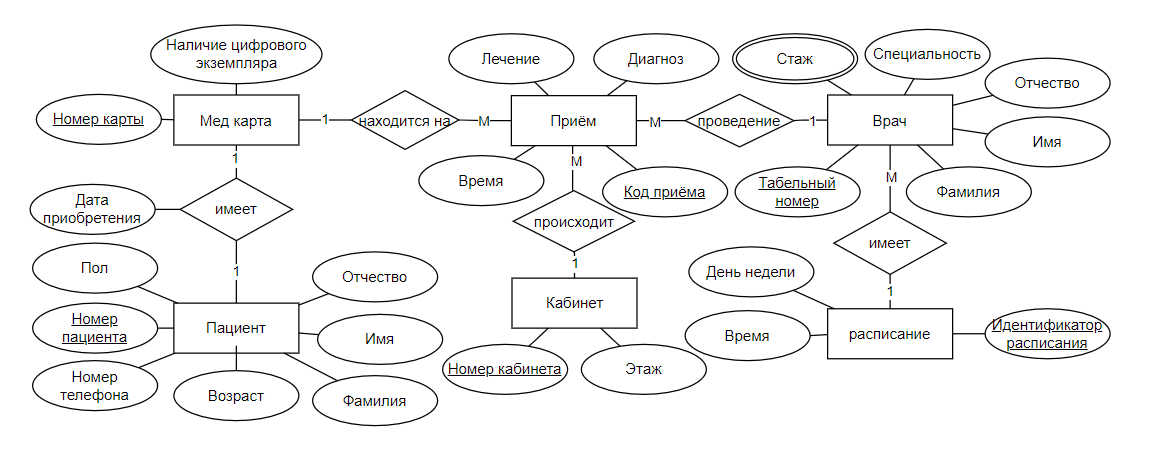 Наличие цифрового
экземпляра
Лечение
Диагноз
Стаж
Специальность
Отчество
Номер карты
Мед карта
1
находится на
М
Приём
М
проведение
1
Врач
Имя
1
М
М
Время
Код приёма
Табельный
номер
Фамилия
Дата
приобретения
имеет
происходит
имеет
Пол
1
Отчество
1
День недели
1
Номер
пациента
Пациент
Имя
Кабинет
Время
расписание
Идентификатор
расписания
Номер
телефона
Возраст
Фамилия
Номер кабинета
Этаж